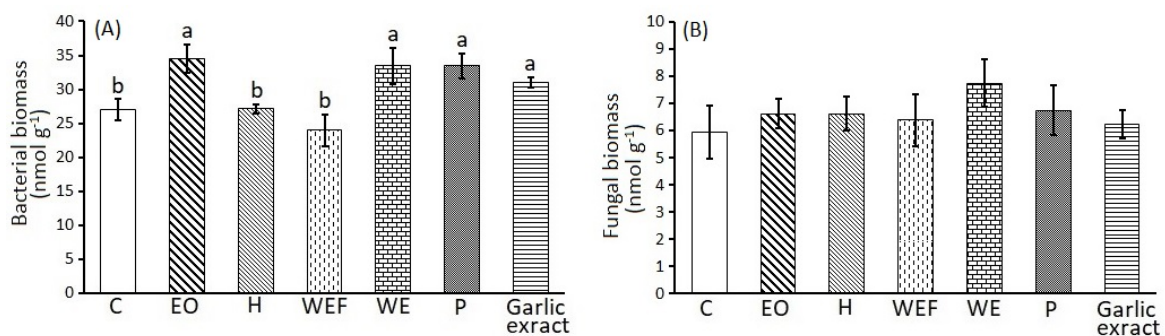 (A)
Bacterial biomass
(nmol g⁻¹)
40
35
30
25
20
15
10
5
0
b
a
b
b
a
a
a
C
EO
H
WEF
WE
P
Garlic
exract
(B)
Fungal biomass
(nmol g⁻¹)
10
9
8
7
6
5
4
3
2
1
0
C
EO
H
WEF
WE
P
Garlic
exract